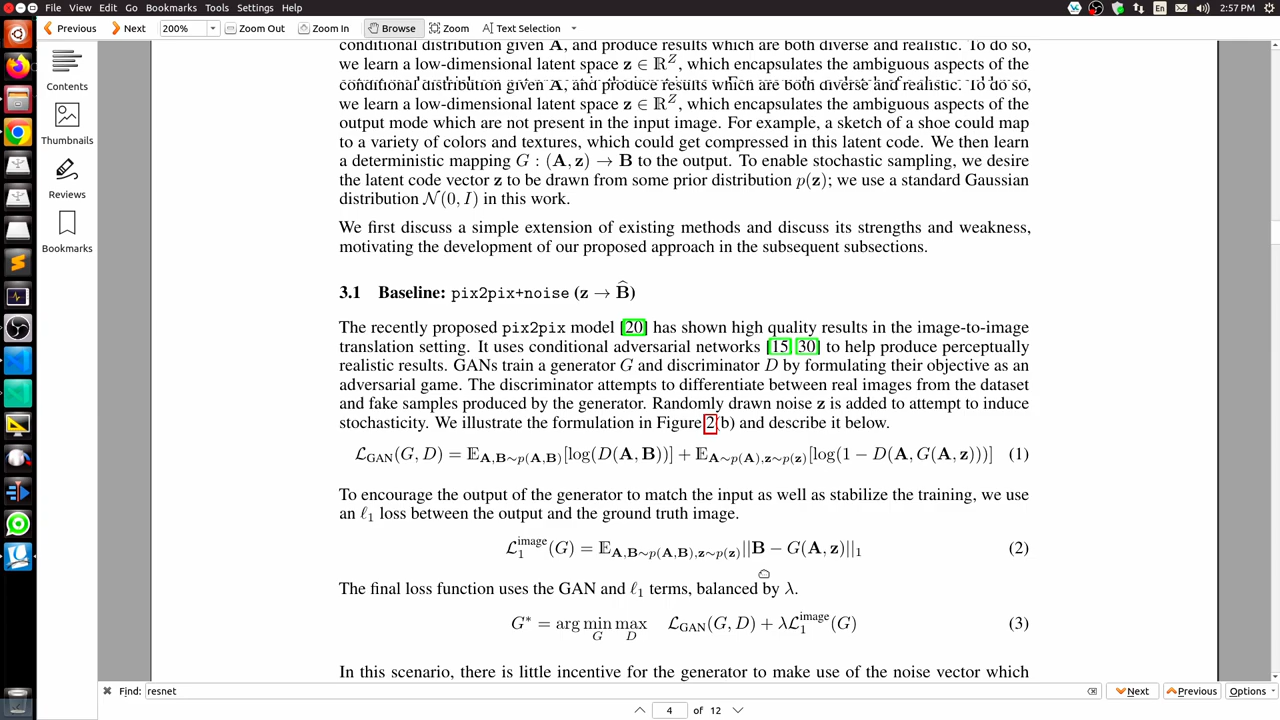 File Edit View Go Bookmarks Tools Settings Help
En 2:57 PM
Previous Next 200% Zoom Out Zoom In Browse Zoom Text Selection
Contents
Thumbnails
Reviews
Bookmarks
conditional distribution given A, and produce results which are both diverse and realistic. To do so,
we learn a low-dimensional latent space z ∈ ℝ^Z, which encapsulates the ambiguous aspects of the
conditional distribution given A, and produce results which are both diverse and realistic. To do so,
we learn a low-dimensional latent space z ∈ ℝ^Z, which encapsulates the ambiguous aspects of the
output mode which are not present in the input image. For example, a sketch of a shoe could map
to a variety of colors and textures, which could get compressed in this latent code. We then learn
a deterministic mapping G : (A, z) → B to the output. To enable stochastic sampling, we desire
the latent code vector z to be drawn from some prior distribution p(z); we use a standard Gaussian
distribution 𝒩(0, I) in this work.
We first discuss a simple extension of existing methods and discuss its strengths and weakness,
motivating the development of our proposed approach in the subsequent subsections.
3.1 Baseline: pix2pix+noise (z → B̂)
The recently proposed pix2pix model [20] has shown high quality results in the image-to-image
translation setting. It uses conditional adversarial networks [15, 30] to help produce perceptually
realistic results. GANs train a generator G and discriminator D by formulating their objective as an
adversarial game. The discriminator attempts to differentiate between real images from the dataset
and fake samples produced by the generator. Randomly drawn noise z is added to attempt to induce
stochasticity. We illustrate the formulation in Figure 2(b) and describe it below.
ℒ_GAN(G, D) = 𝔼_{A,B∼p(A,B)}[log(D(A, B))] + 𝔼_{A∼p(A),z∼p(z)}[log(1 − D(A, G(A, z)))] (1)
To encourage the output of the generator to match the input as well as stabilize the training, we use
an ℓ₁ loss between the output and the ground truth image.
ℒ₁^image(G) = 𝔼_{A,B∼p(A,B),z∼p(z)}||B − G(A, z)||₁ (2)
The final loss function uses the GAN and ℓ₁ terms, balanced by λ.
G* = arg min_G max_D ℒ_GAN(G, D) + λℒ₁^image(G) (3)
In this scenario, there is little incentive for the generator to make use of the noise vector which
Find: resnet Next Previous Options
4 of 12